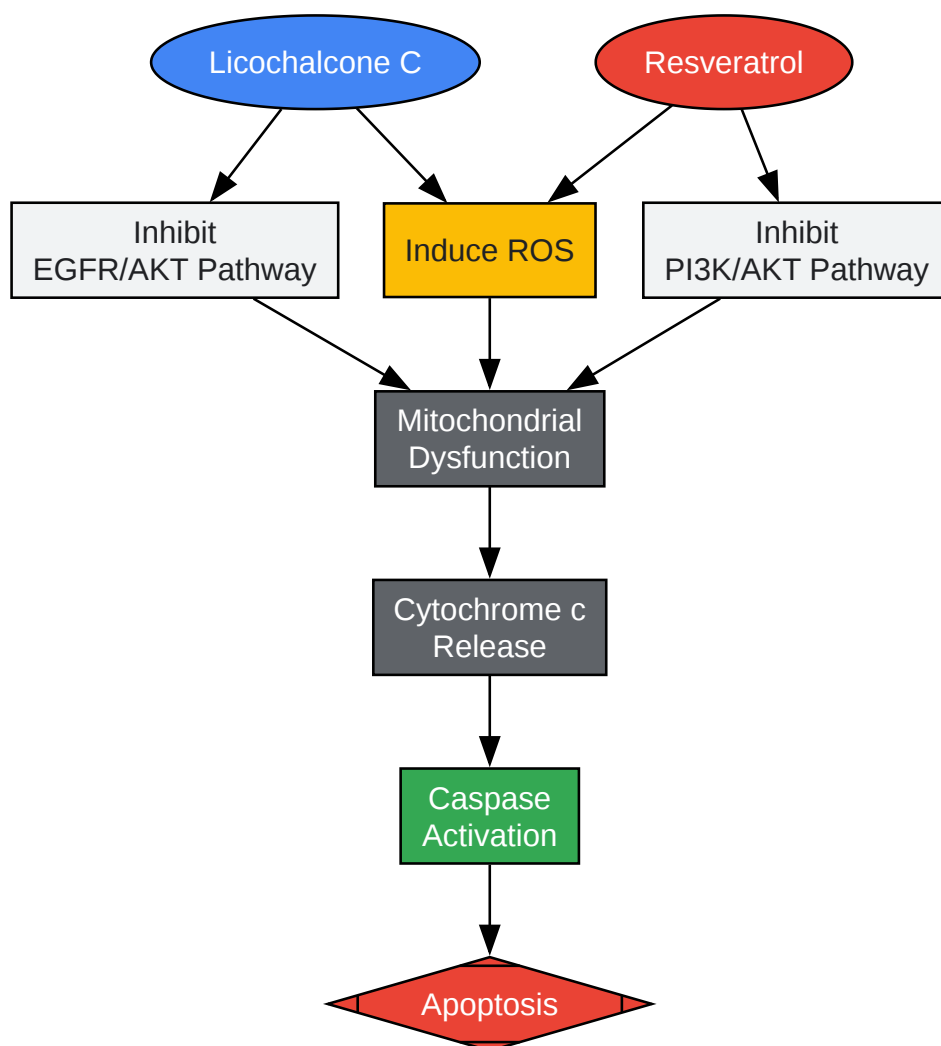 Licochalcone C
Resveratrol
Inhibit
EGFR/AKT Pathway
Induce ROS
Inhibit
PI3K/AKT Pathway
Mitochondrial
Dysfunction
Cytochrome c
Release
Caspase
Activation
Apoptosis